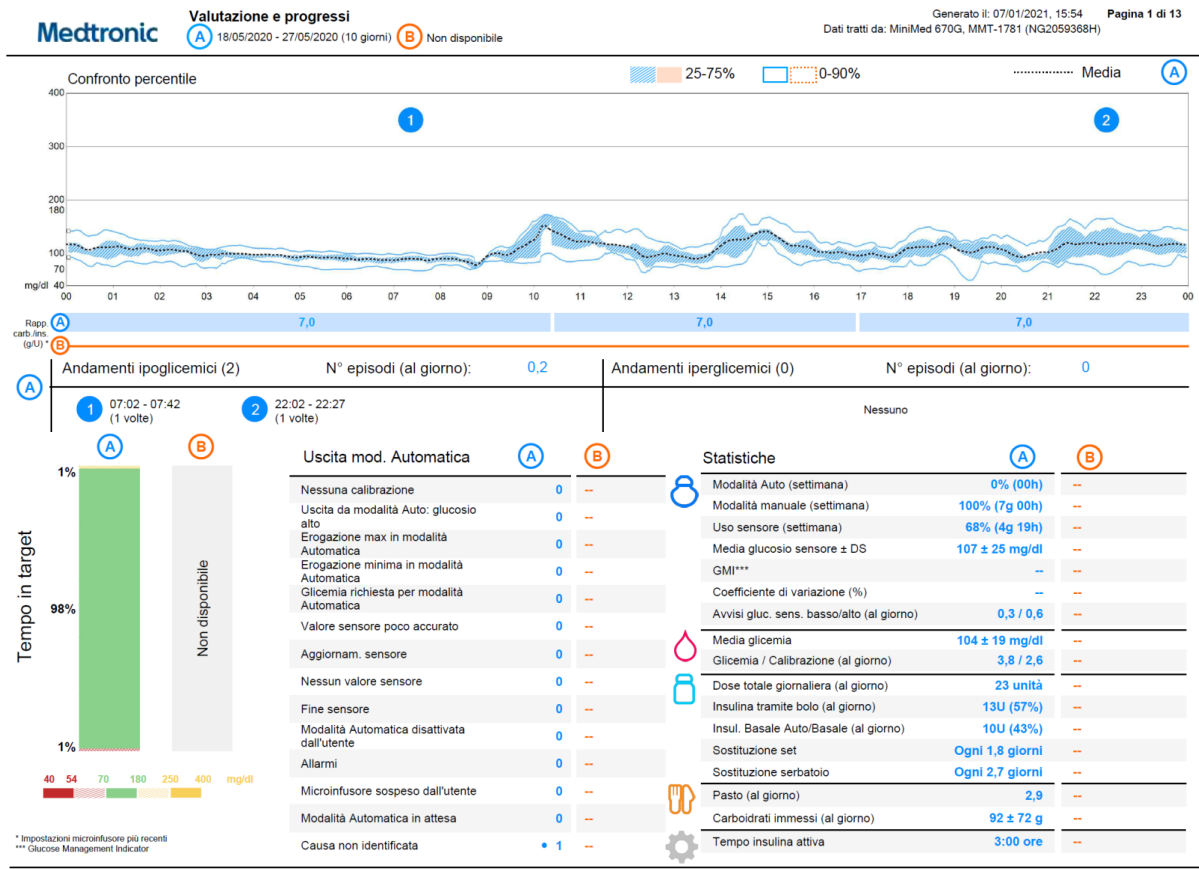 Medtronic
Valutazione e progressi
A 18/05/2020 - 27/05/2020 (10 giorni) B Non disponibile
Generato il: 07/01/2021, 15:54 Pagina 1 di 13
Dati tratti da: MiniMed 670G, MMT-1781 (NG2059368H)
Confronto percentile
25-75% 0-90% Media A
400
300
200
180
100
70
mg/dl 40
1 2
00 01 02 03 04 05 06 07 08 09 10 11 12 13 14 15 16 17 18 19 20 21 22 23 00
Rapp. carb./ins. (g/U) *
A 7,0 7,0 7,0
B
A
Andamenti ipoglicemici (2) N° episodi (al giorno): 0,2
1 07:02 - 07:42 (1 volte)
2 22:02 - 22:27 (1 volte)
Andamenti iperglicemici (0) N° episodi (al giorno): 0
Nessuno
A B
Tempo in target
1%
98%
1%
Non disponibile
40 54 70 180 250 400 mg/dl
* Impostazioni microinfusore più recenti
*** Glucose Management Indicator
Uscita mod. Automatica A B
Nessuna calibrazione 0 --
Uscita da modalità Auto: glucosio alto 0 --
Erogazione max in modalità Automatica 0 --
Erogazione minima in modalità Automatica 0 --
Glicemia richiesta per modalità Automatica 0 --
Valore sensore poco accurato 0 --
Aggiornam. sensore 0 --
Nessun valore sensore 0 --
Fine sensore 0 --
Modalità Automatica disattivata dall'utente 0 --
Allarmi 0 --
Microinfusore sospeso dall'utente 0 --
Modalità Automatica in attesa 0 --
Causa non identificata • 1 --
Statistiche A B
Modalità Auto (settimana) 0% (00h) --
Modalità manuale (settimana) 100% (7g 00h) --
Uso sensore (settimana) 68% (4g 19h) --
Media glucosio sensore ± DS 107 ± 25 mg/dl --
GMI*** -- --
Coefficiente di variazione (%) -- --
Avvisi gluc. sens. basso/alto (al giorno) 0,3 / 0,6 --
Media glicemia 104 ± 19 mg/dl --
Glicemia / Calibrazione (al giorno) 3,8 / 2,6 --
Dose totale giornaliera (al giorno) 23 unità --
Insulina tramite bolo (al giorno) 13U (57%) --
Insul. Basale Auto/Basale (al giorno) 10U (43%) --
Sostituzione set Ogni 1,8 giorni --
Sostituzione serbatoio Ogni 2,7 giorni --
Pasto (al giorno) 2,9 --
Carboidrati immessi (al giorno) 92 ± 72 g --
Tempo insulina attiva 3:00 ore --